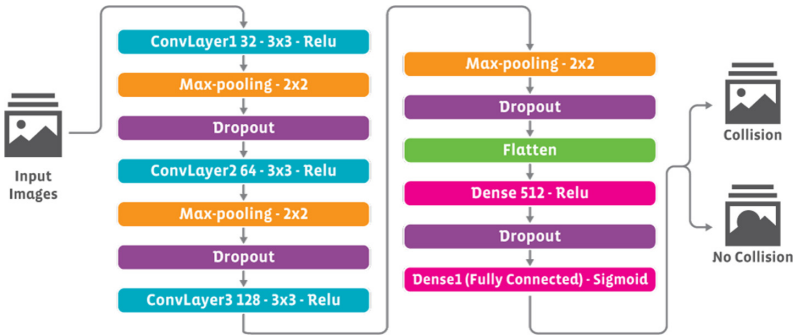 Input
Images
ConvLayer1 32 - 3x3 - Relu
Max-pooling - 2x2
Dropout
ConvLayer2 64 - 3x3 - Relu
Max-pooling - 2x2
Dropout
ConvLayer3 128 - 3x3 - Relu
Max-pooling - 2x2
Dropout
Flatten
Dense 512 - Relu
Dropout
Dense1 (Fully Connected) - Sigmoid
Collision
No Collision